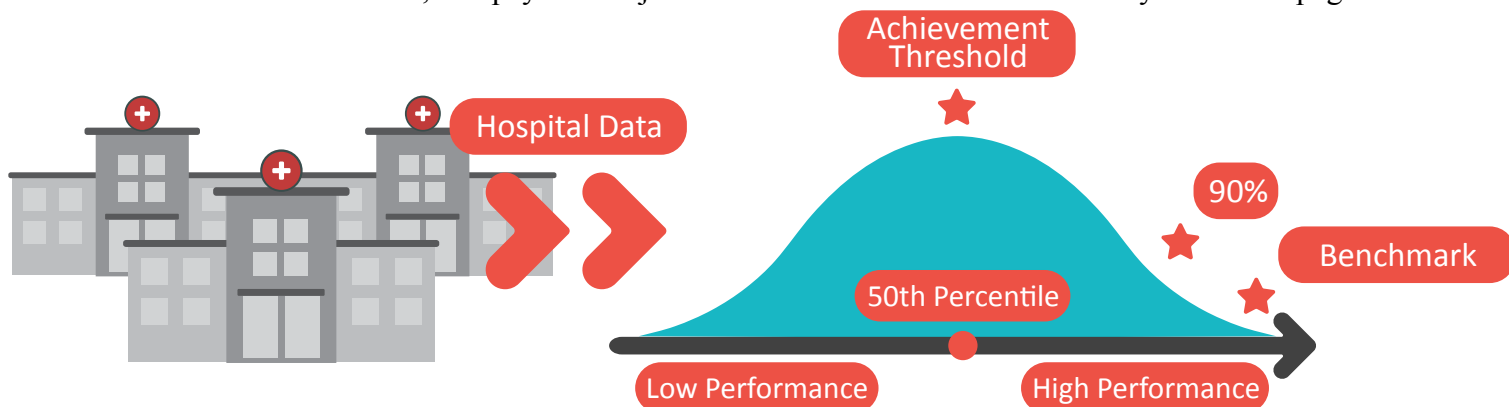 Achievement
Threshold
Hospital Data
90%
Benchmark
50th Percentile
Low Performance
High Performance